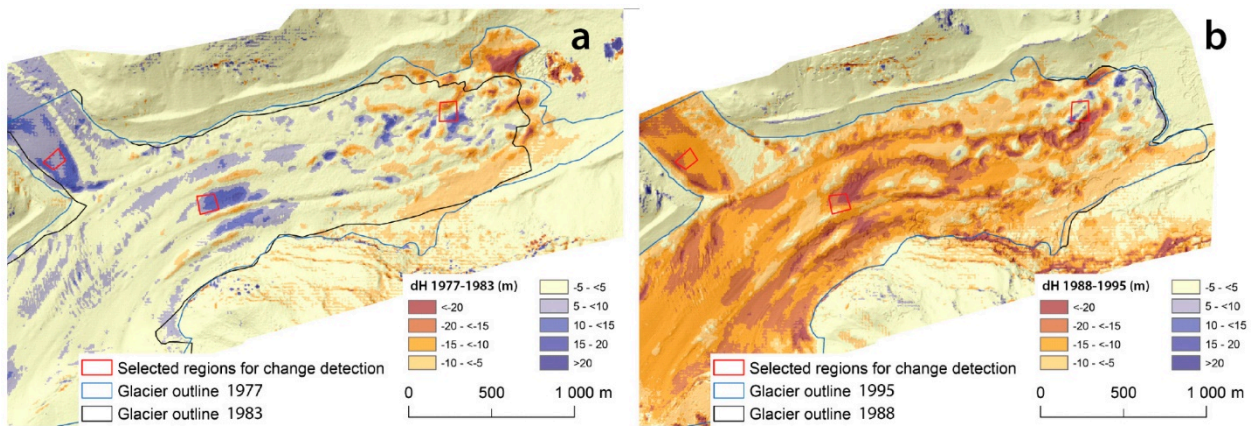 a
dH 1977-1983 (m)
<-20
-20 - <-15
-15 - <-10
-10 - <-5
-5 - <5
5 - <10
10 - <15
15 - 20
>20
Selected regions for change detection
Glacier outline 1977
Glacier outline 1983
0 500 1 000 m
b
dH 1988-1995 (m)
<-20
-20 - <-15
-15 - <-10
-10 - <-5
-5 - <5
5 - <10
10 - <15
15 - 20
>20
Selected regions for change detection
Glacier outline 1995
Glacier outline 1988
0 500 1 000 m